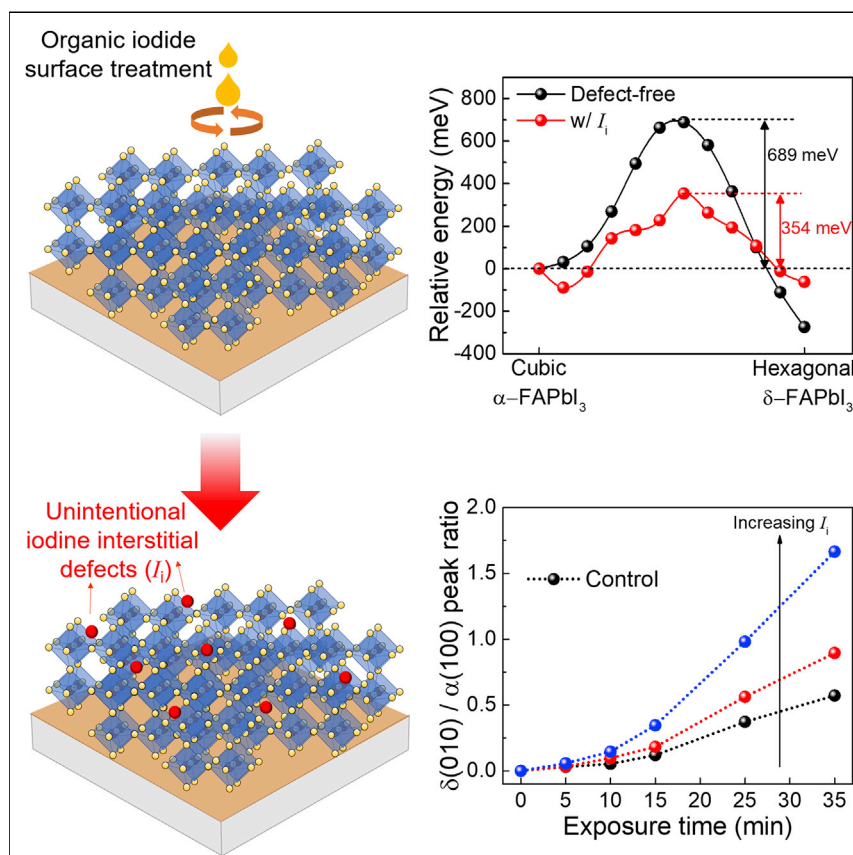 Organic iodide
surface treatment
Unintentional
iodine interstitial
defects (Ii)
Relative energy (meV)
800
600
400
200
0
-200
-400
Defect-free
w/ Ii
689 meV
354 meV
Cubic
α–FAPbI3
Hexagonal
δ–FAPbI3
δ(010) / α(100) peak ratio
2.0
1.5
1.0
0.5
0.0
Increasing Ii
Control
0 5 10 15 20 25 30 35
Exposure time (min)